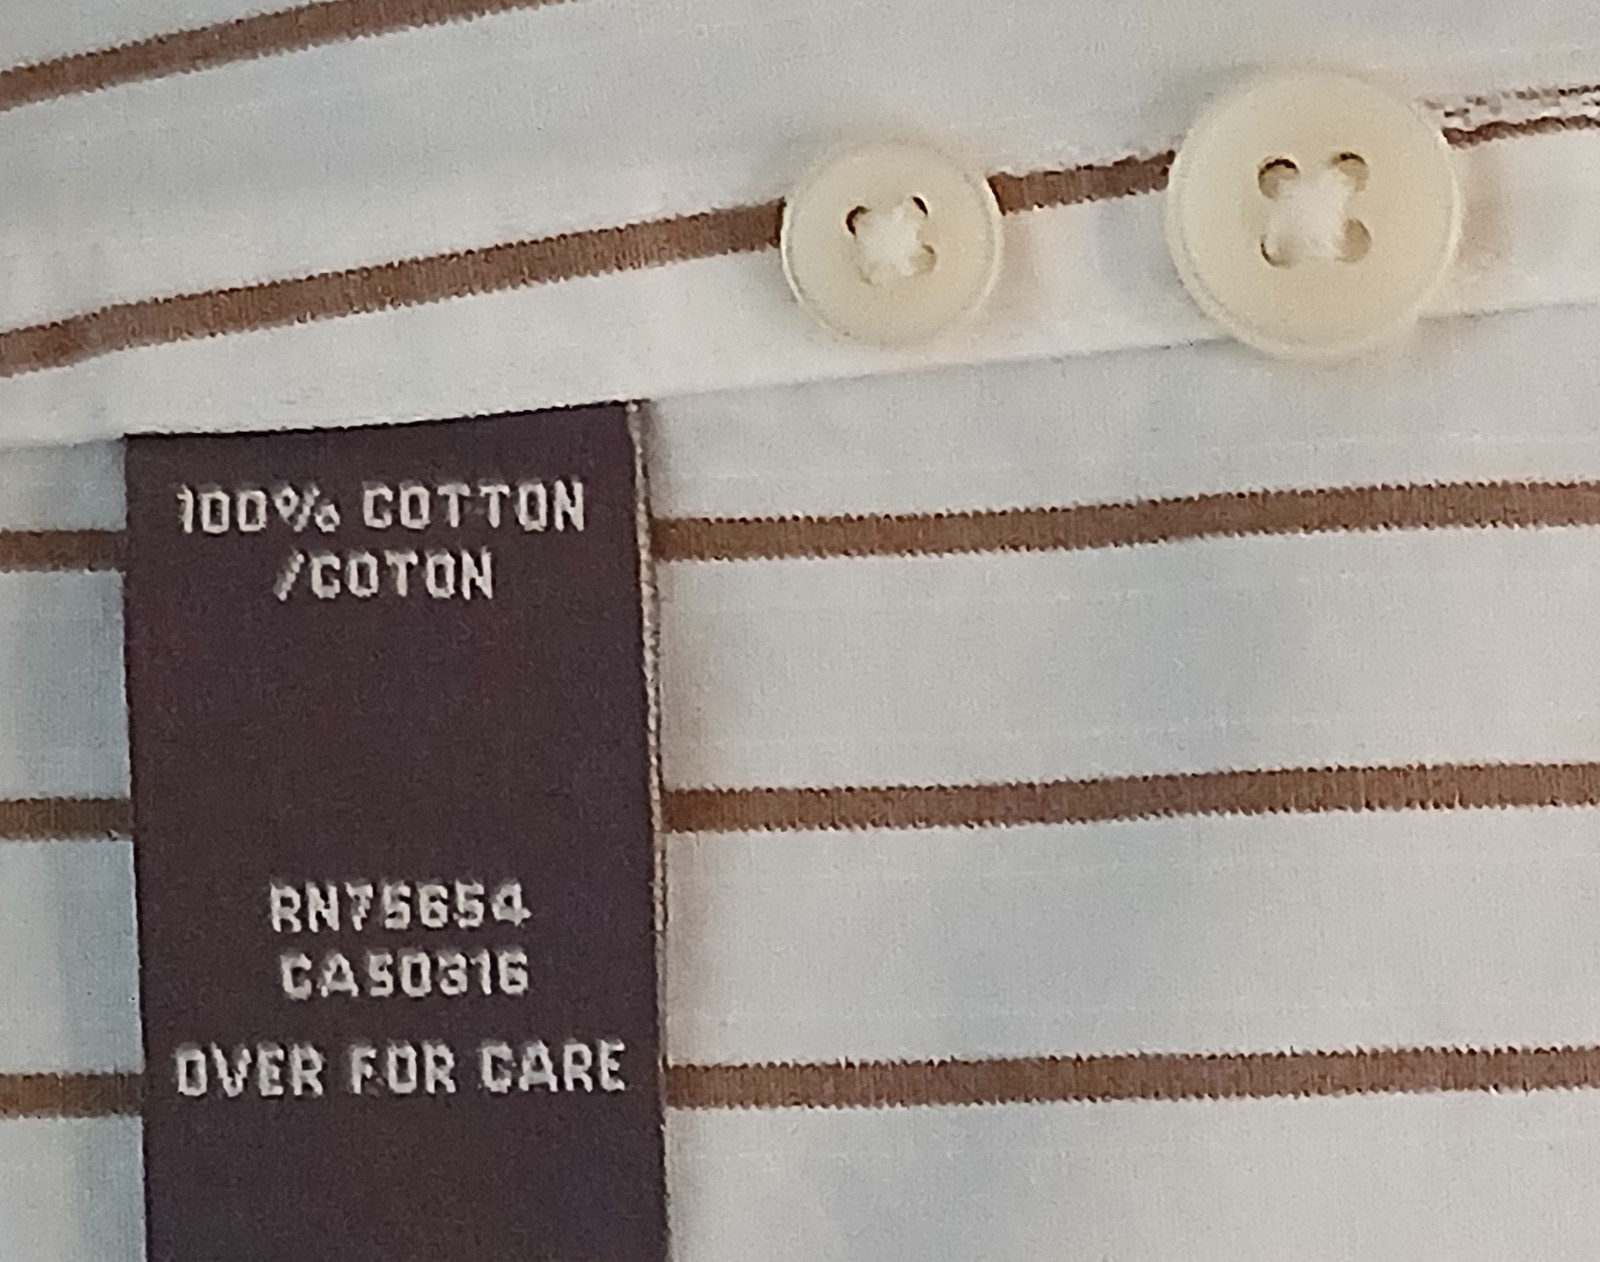 100% COTTON
/COTON
RN75654
CA50316
OVER FOR CARE